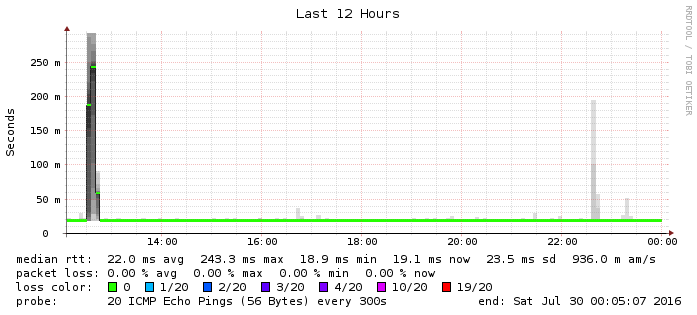 Last 12 Hours
RRDTOOL / TOBI OETIKER
Seconds
250 m
200 m
150 m
100 m
50 m
0
14:00 16:00 18:00 20:00 22:00 00:00
median rtt: 22.0 ms avg 243.3 ms max 18.9 ms min 19.1 ms now 23.5 ms sd 936.0 m am/s
packet loss: 0.00 % avg 0.00 % max 0.00 % min 0.00 % now
loss color: 0 1/20 2/20 3/20 4/20 10/20 19/20
probe: 20 ICMP Echo Pings (56 Bytes) every 300s end: Sat Jul 30 00:05:07 2016